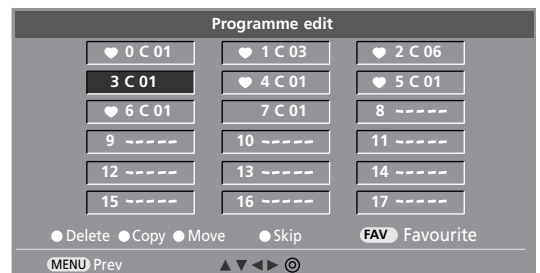 Programme edit
0 C 01 1 C 03 2 C 06
3 C 01 4 C 01 5 C 01
6 C 01 7 C 01 8 -----
9 ----- 10 ----- 11 -----
12 ----- 13 ----- 14 -----
15 ----- 16 ----- 17 -----
Delete Copy Move Skip FAV Favourite
MENU Prev